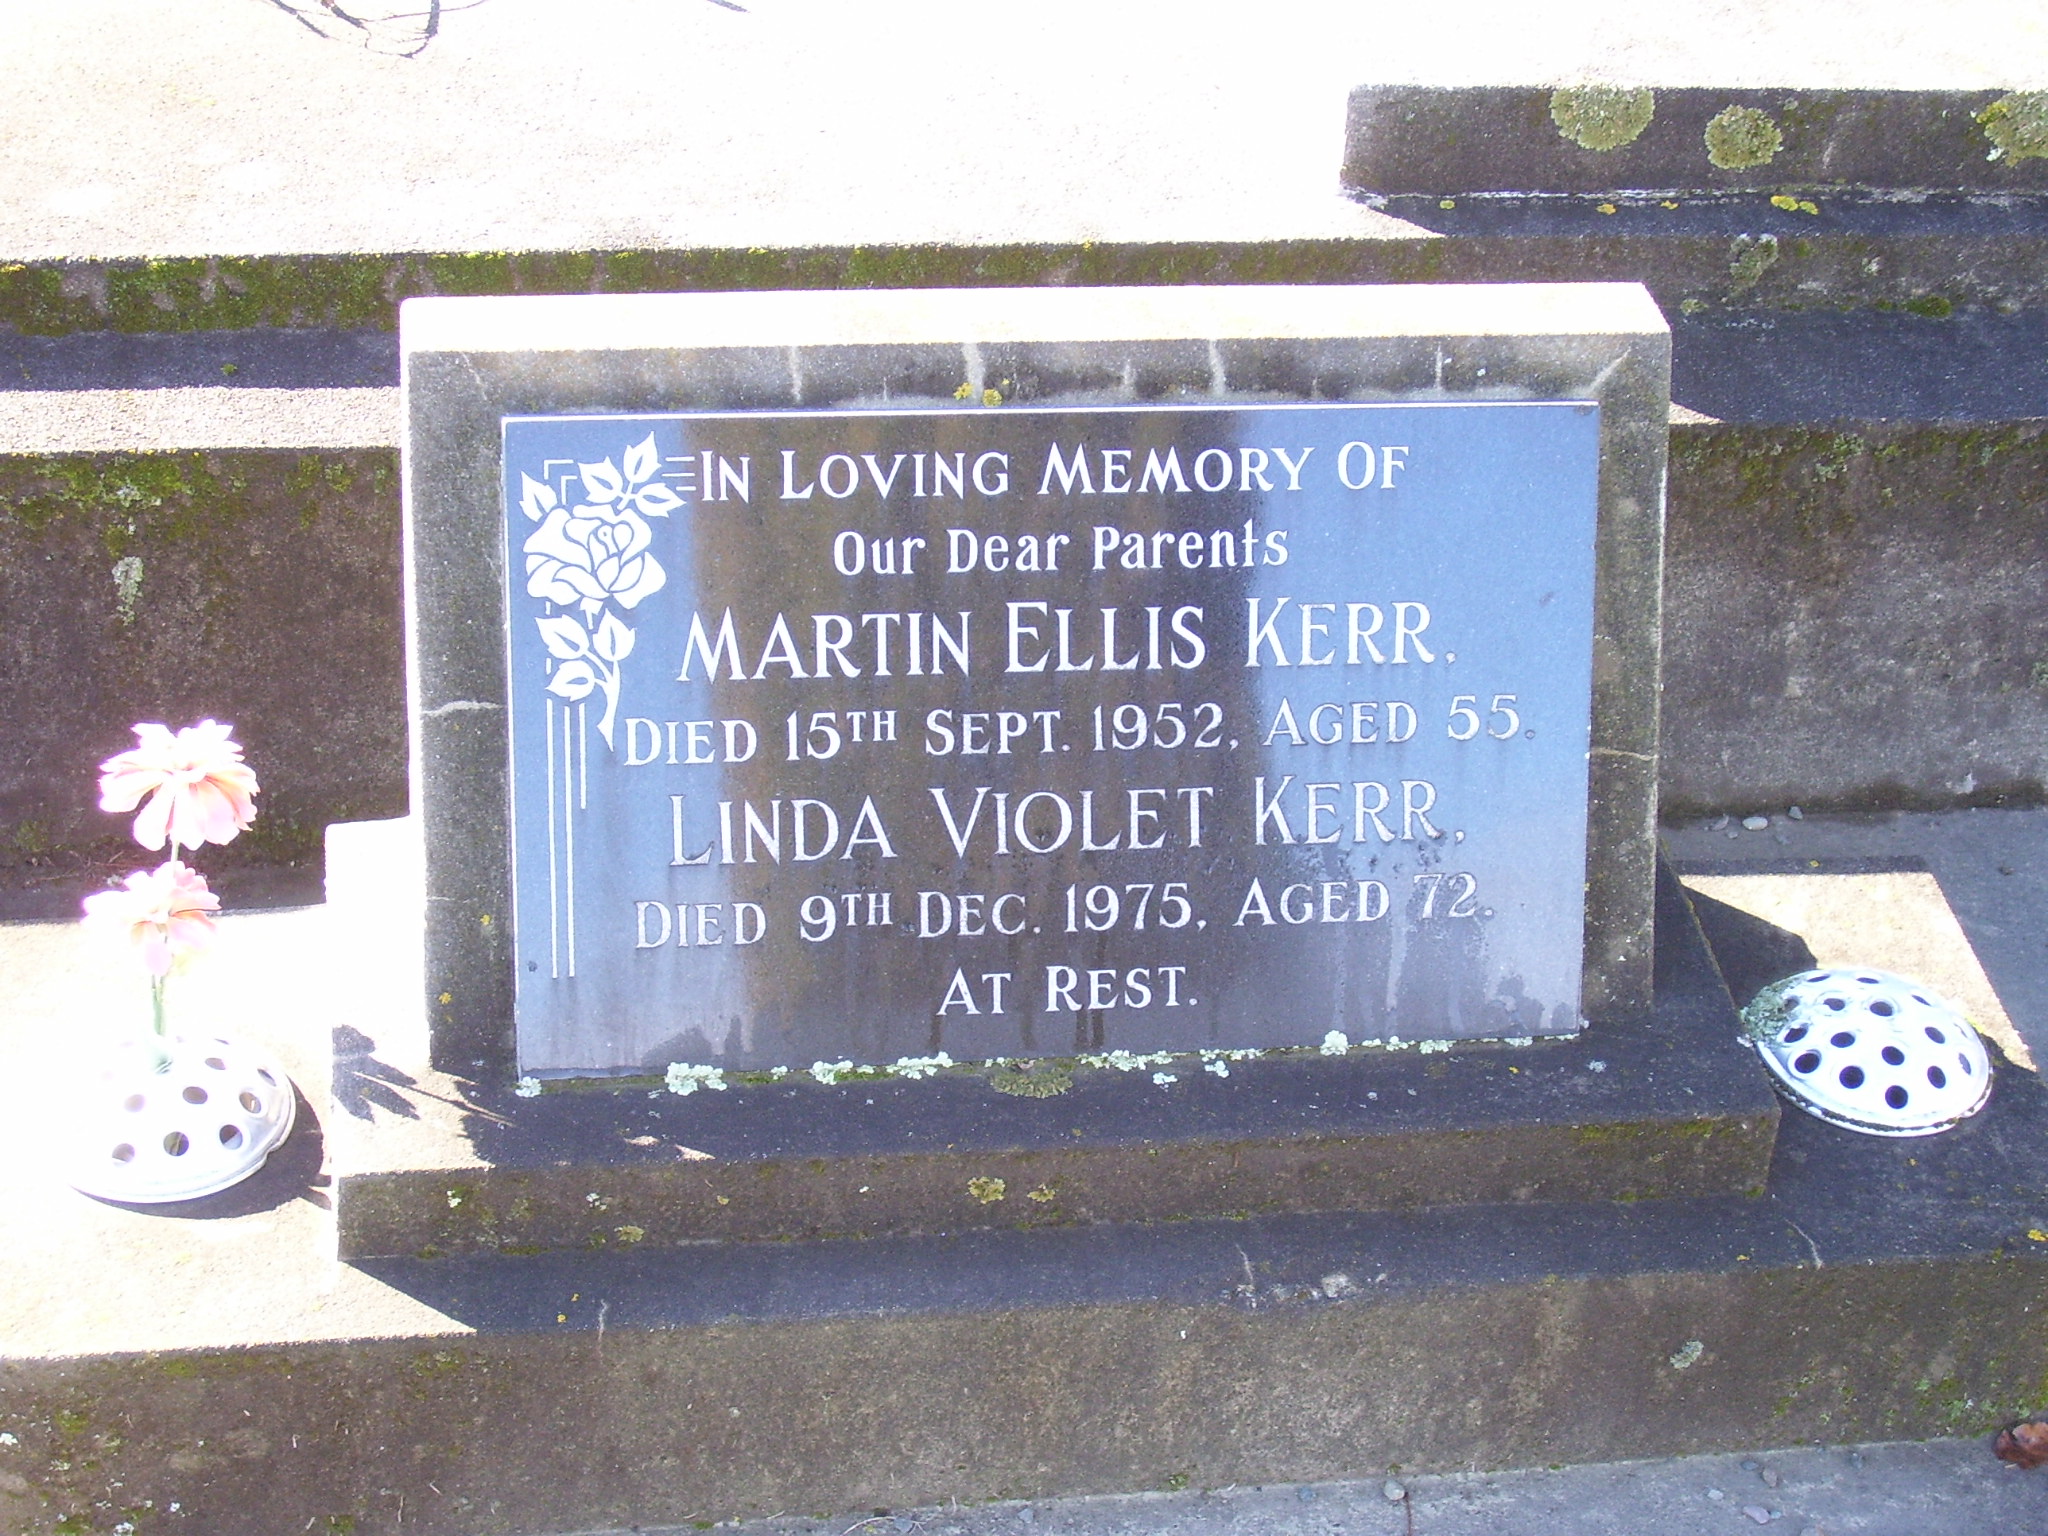 IN LOVING MEMORY OF
Our Dear Parents
MARTIN ELLIS KERR,
DIED 15TH SEPT. 1952, AGED 55.
LINDA VIOLET KERR,
DIED 9TH DEC. 1975, AGED 72.
AT REST.